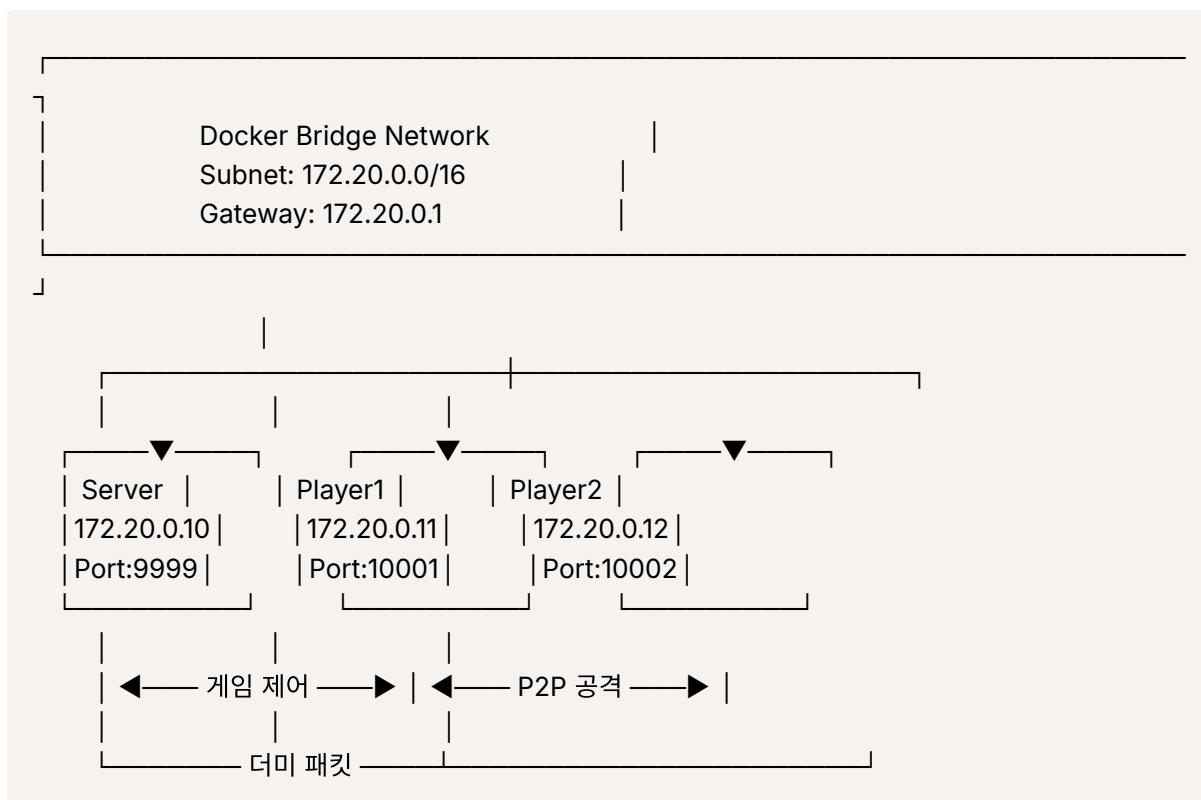 Docker Bridge Network
Subnet: 172.20.0.0/16
Gateway: 172.20.0.1
Server Player1 Player2
172.20.0.10 172.20.0.11 172.20.0.12
Port:9999 Port:10001 Port:10002
게임 제어 P2P 공격
더미 패킷